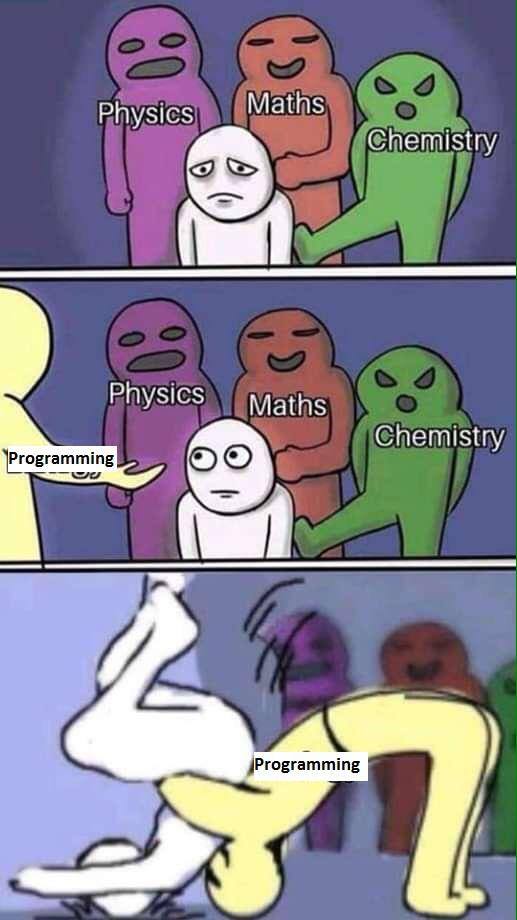 Physics
Maths
Chemistry
Physics
Maths
Chemistry
Programming
Programming